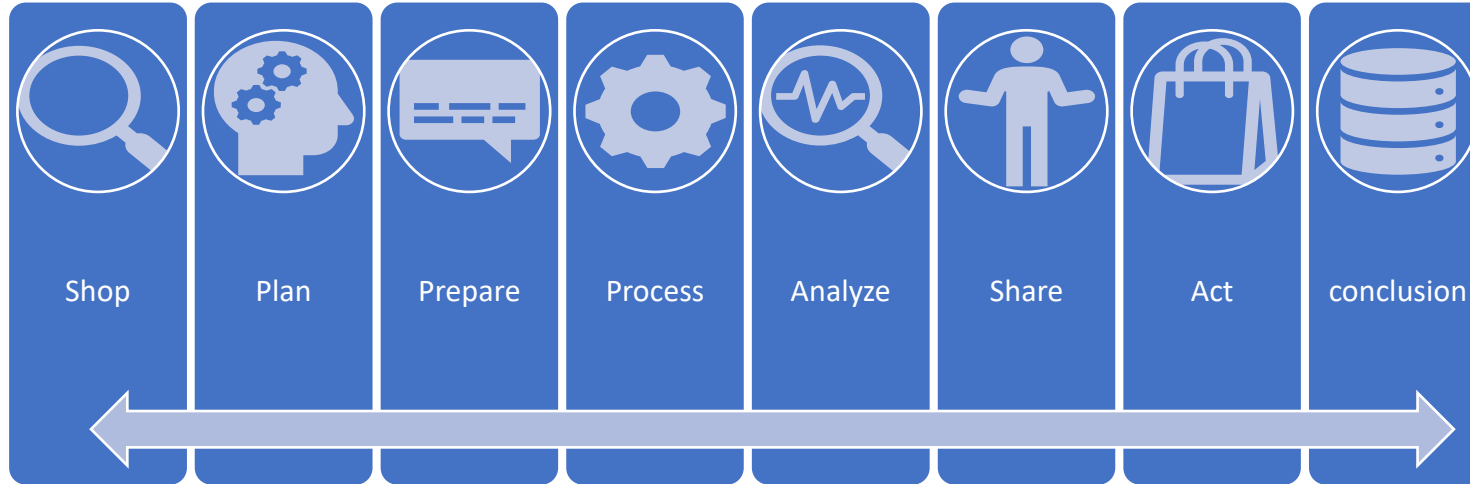 Shop
Plan
Prepare
Process
Analyze
Share
Act
conclusion